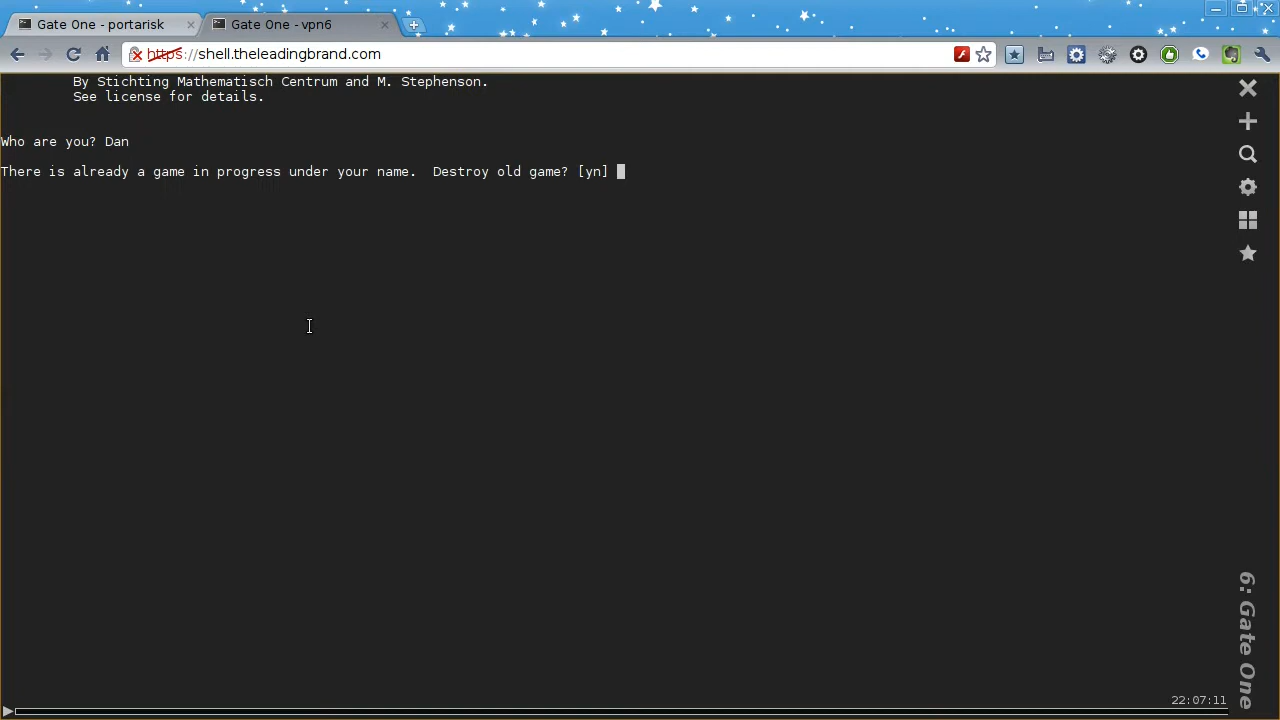 Gate One - portarisk
Gate One - vpn6
https://shell.theleadingbrand.com
By Stichting Mathematisch Centrum and M. Stephenson.
See license for details.
Who are you? Dan
There is already a game in progress under your name.  Destroy old game? [yn]
6: Gate One
22:07:11